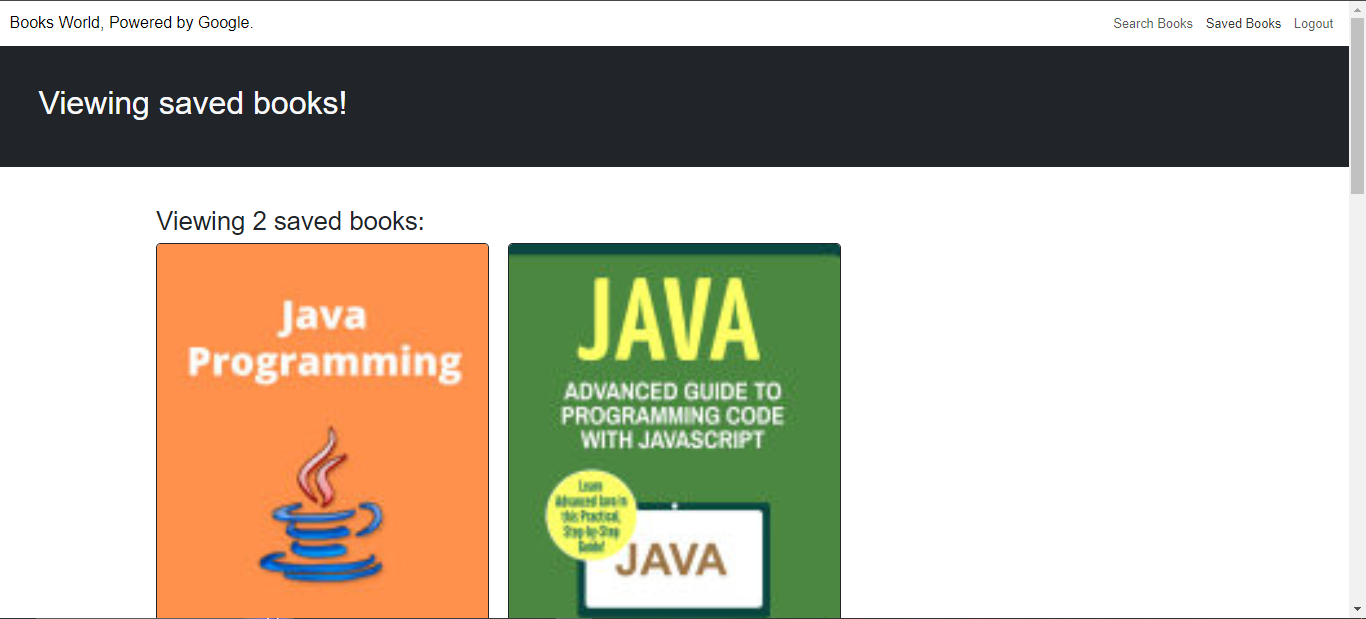 Books World, Powered by Google.
Search Books Saved Books Logout
Viewing saved books!
Viewing 2 saved books:
Java
Programming
JAVA
ADVANCED GUIDE TO
PROGRAMMING CODE
WITH JAVASCRIPT
Learn
Advanced Java in
this Practical,
Step-by-Step
Guide!
JAVA